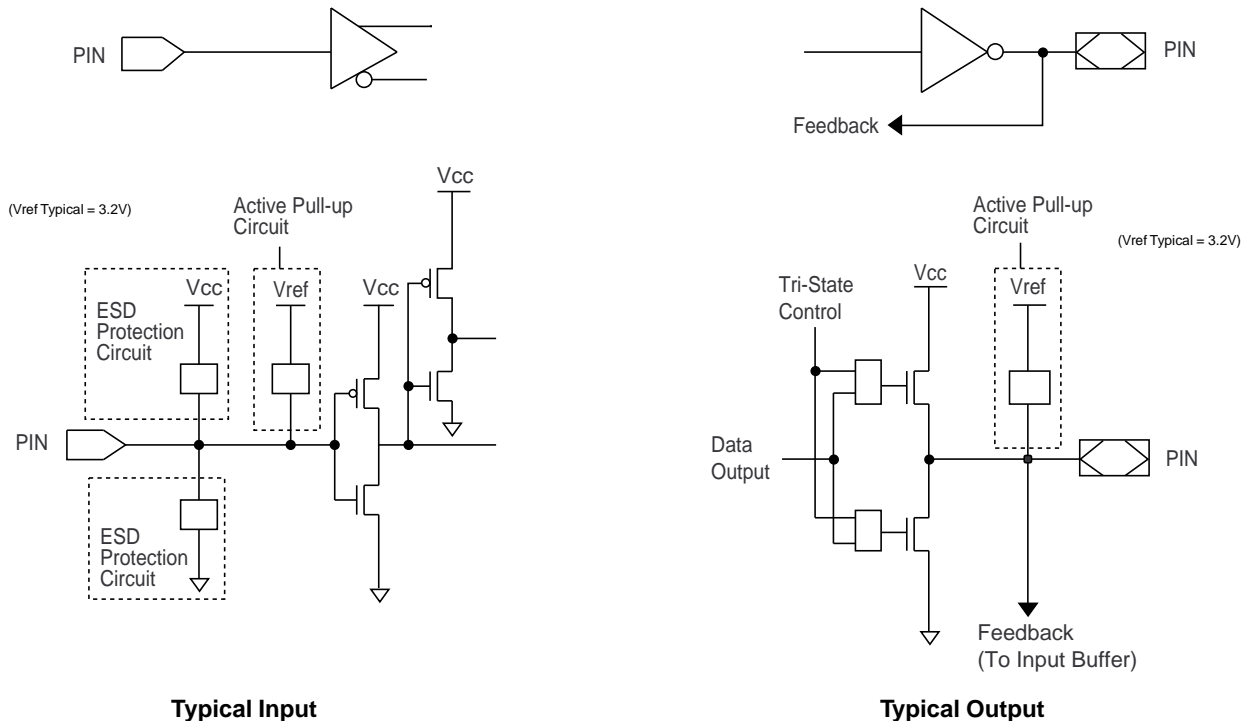 PIN
PIN
Feedback
Vcc
(Vref Typical = 3.2V)
Active Pull-up
Circuit
Vcc
Vref
Vcc
ESD
Protection
Circuit
PIN
ESD
Protection
Circuit
Typical Input
Active Pull-up
Circuit
(Vref Typical = 3.2V)
Tri-State
Control
Vcc
Vref
Data
Output
PIN
Feedback
(To Input Buffer)
Typical Output